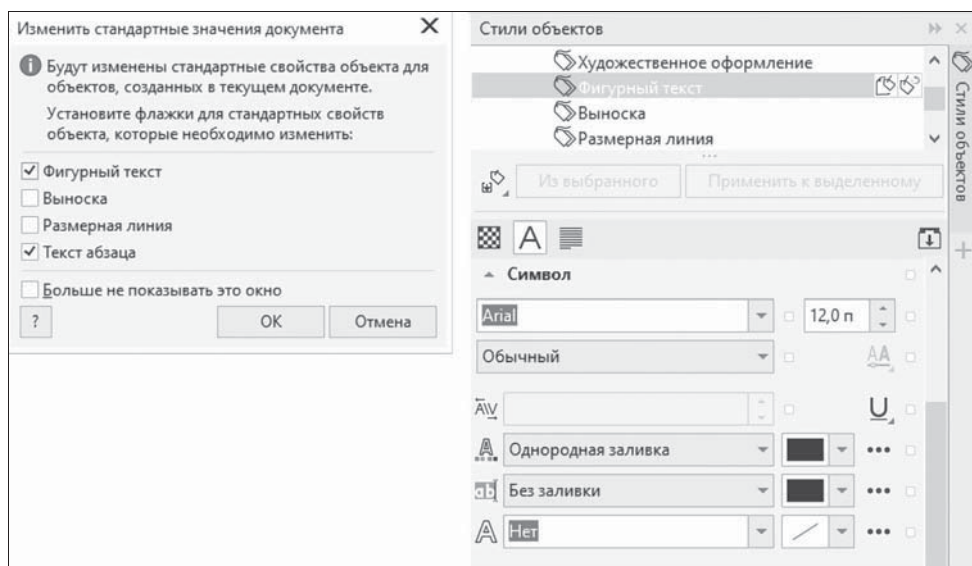 Изменить стандартные значения документа
Будут изменены стандартные свойства объекта для
объектов, созданных в текущем документе.
Установите флажки для стандартных свойств
объекта, которые необходимо изменить:
Фигурный текст
Выноска
Размерная линия
Текст абзаца
Больше не показывать это окно
?
ОК
Отмена
Стили объектов
Художественное оформление
Фигурный текст
Выноска
Размерная линия
Из выбранного
Применить к выделенному
Символ
Arial
12,0 п
Обычный
Однородная заливка
Без заливки
Нет
Стили объектов